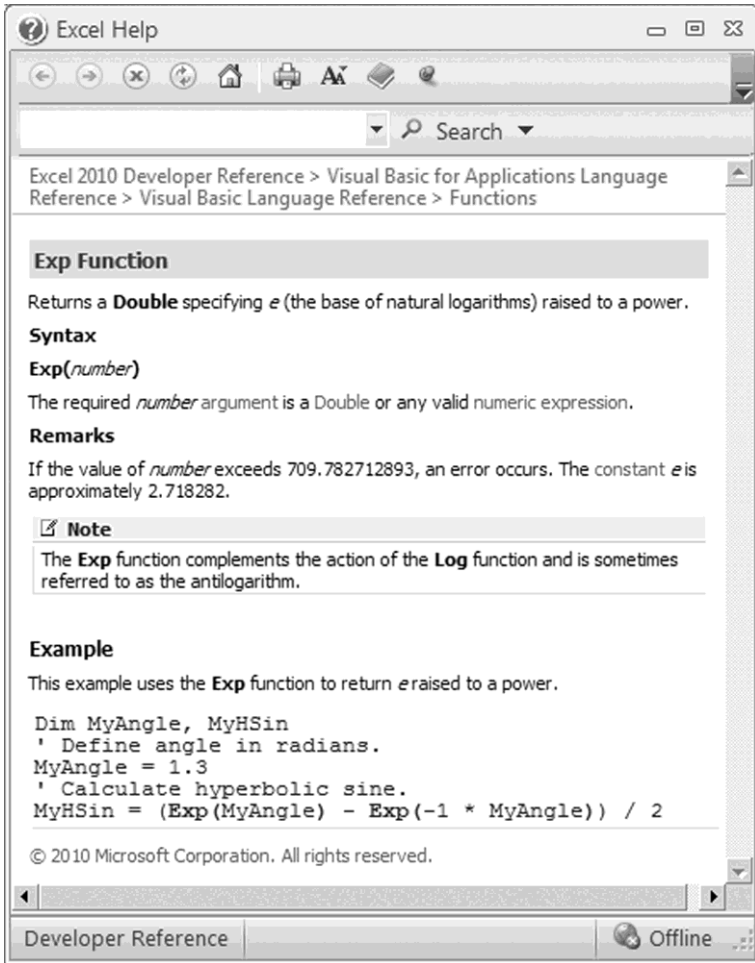 Excel Help
Search
Excel 2010 Developer Reference > Visual Basic for Applications Language
Reference > Visual Basic Language Reference > Functions
Exp Function
Returns a Double specifying e (the base of natural logarithms) raised to a power.
Syntax
Exp(number)
The required number argument is a Double or any valid numeric expression.
Remarks
If the value of number exceeds 709.782712893, an error occurs. The constant e is
approximately 2.718282.
Note
The Exp function complements the action of the Log function and is sometimes
referred to as the antilogarithm.
Example
This example uses the Exp function to return e raised to a power.
Dim MyAngle, MyHSin
' Define angle in radians.
MyAngle = 1.3
' Calculate hyperbolic sine.
MyHSin = (Exp(MyAngle) - Exp(-1 * MyAngle)) / 2
© 2010 Microsoft Corporation. All rights reserved.
Developer Reference
Offline